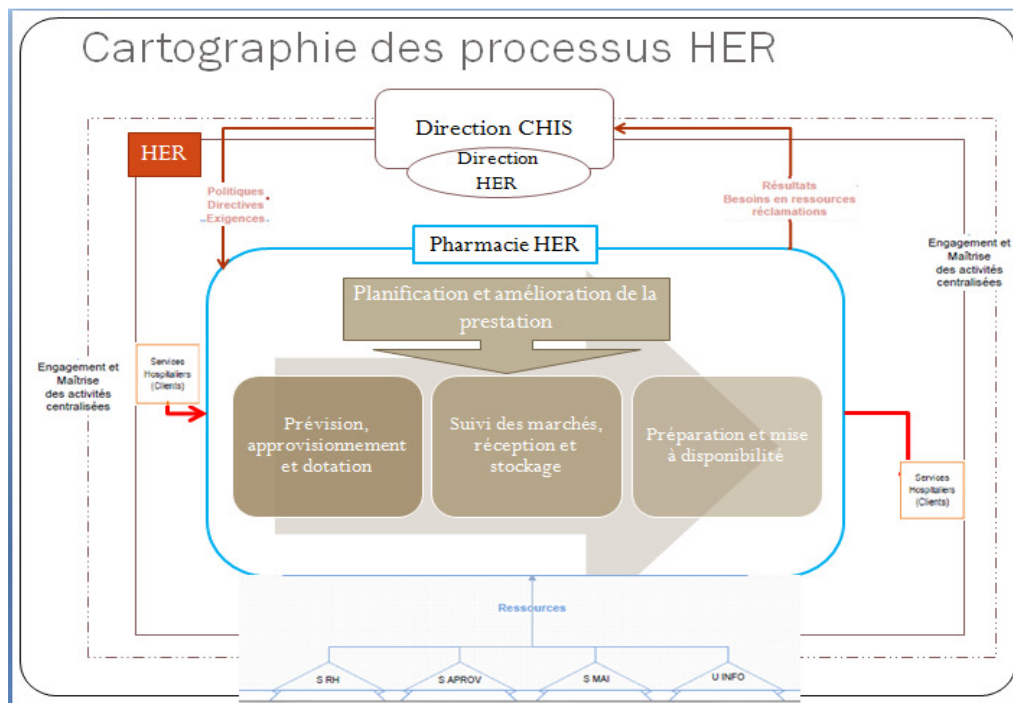 Cartographie des processus HER
Direction CHIS
Direction
HER
HER
Politiques
Directives
Exigences
Résultats
Besoins en ressources
réclamations
Pharmacie HER
Engagement et
Maîtrise
des activités
centralisées
Planification et amélioration de la
prestation
Engagement et
Maîtrise
des activités
centralisées
Services
Hospitaliers
(Clients)
Prévision,
approvisionnement
et dotation
Suivi des marchés,
réception et
stockage
Préparation et mise
à disponibilité
Services
Hospitaliers
(Clients)
Ressources
S RH
S APROV
S MAI
U INFO